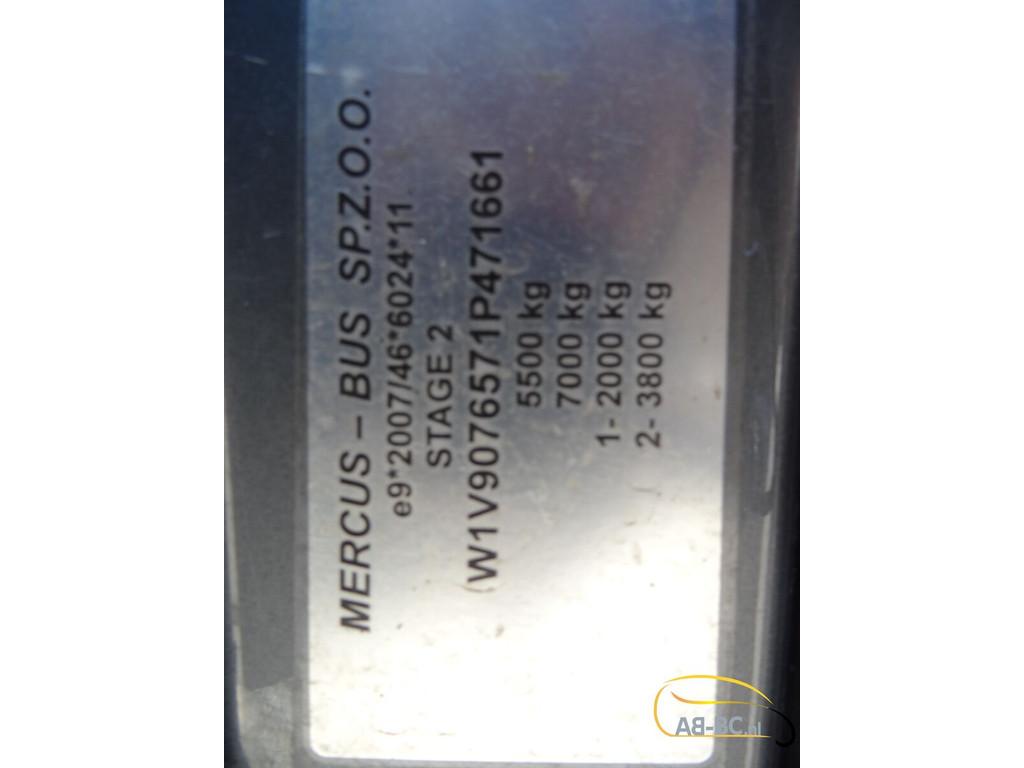 MERCUS – BUS SP.Z.O.O.
e9*2007/46*6024*11
STAGE 2
(W1V9076571P471661
5500 kg
7000 kg
1- 2000 kg
2- 3800 kg
AB-BC.nl